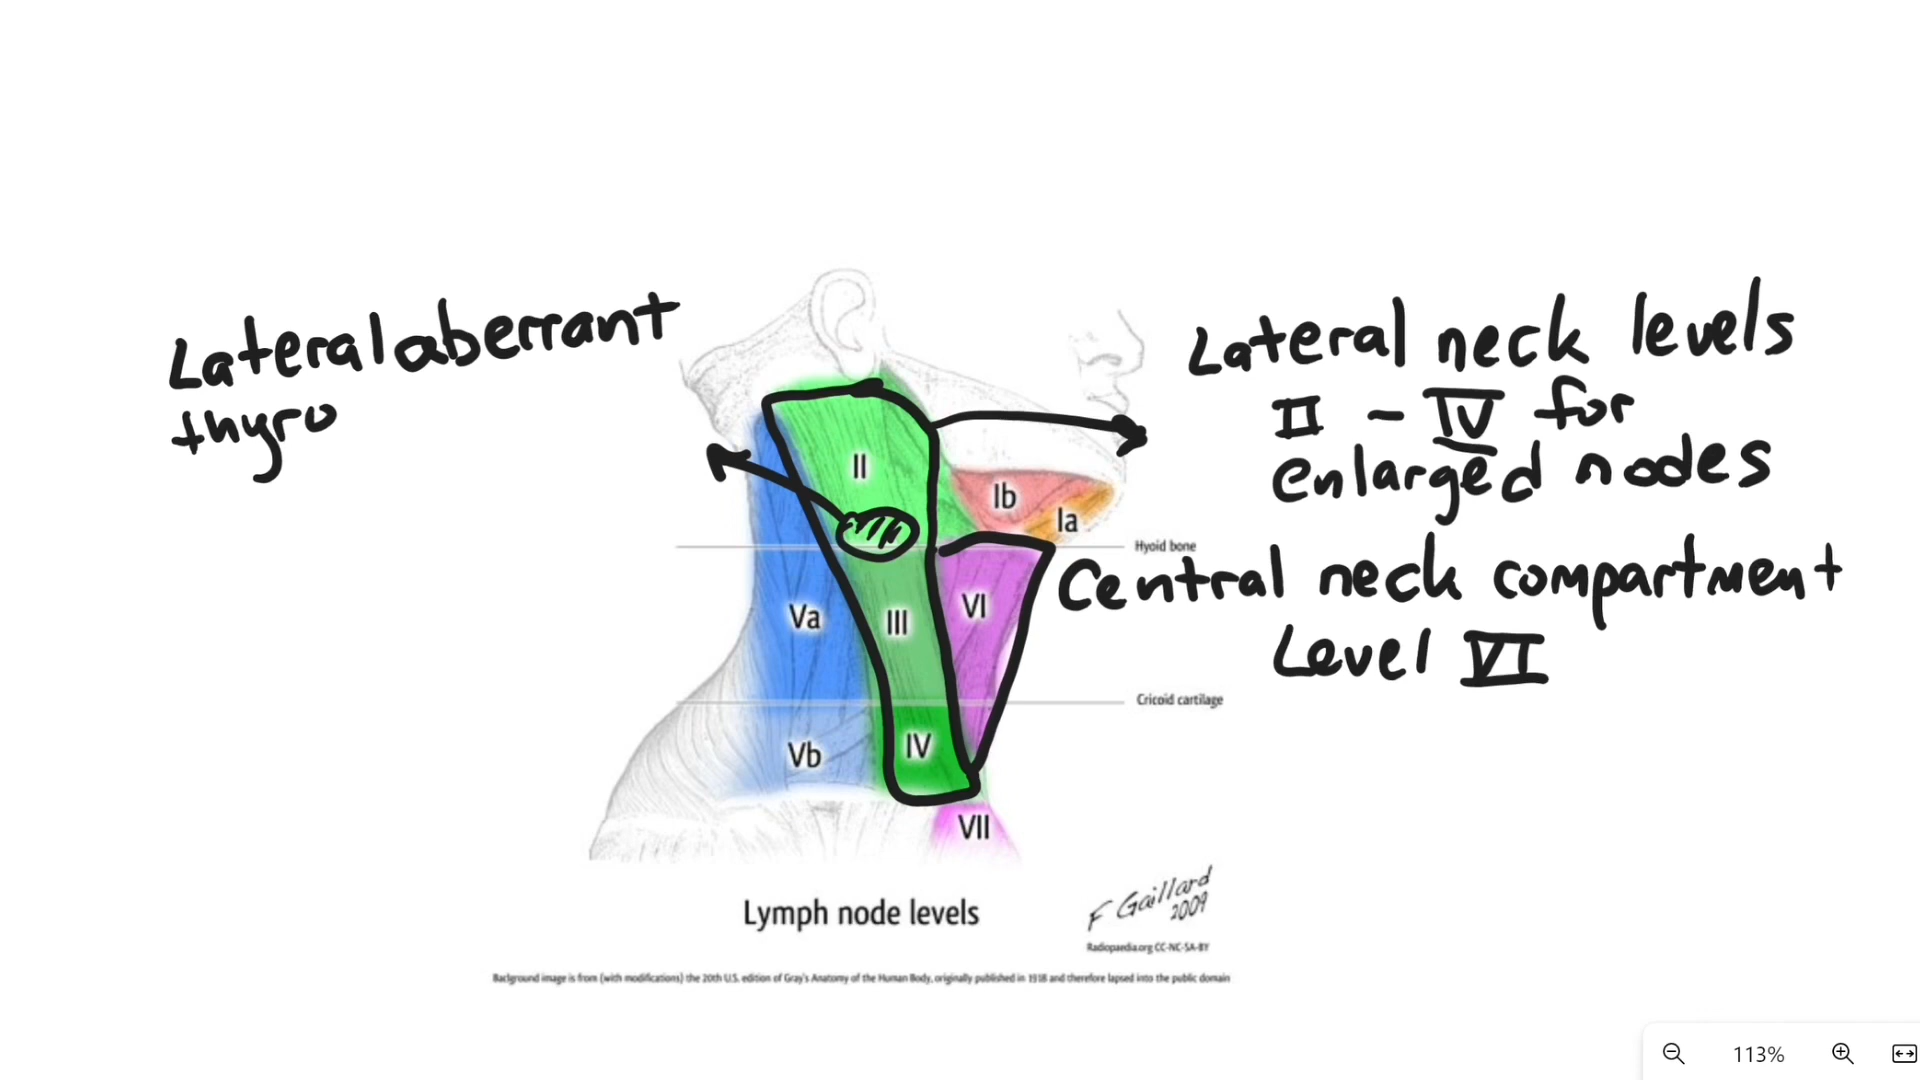 Lateral aberrant
thyro
Lateral neck levels
II - IV for
enlarged nodes
Central neck compartment
Level VI
II
Ib
Ia
Hyoid bone
Va
III
VI
Cricoid cartilage
Vb
IV
VII
Lymph node levels
F Gaillard
2009
Radiopaedia.org CC-NC-SA-BY
Background image is from (with modifications) the 20th U.S. edition of Gray's Anatomy of the Human Body, originally published in 1918 and therefore lapsed into the public domain
113%